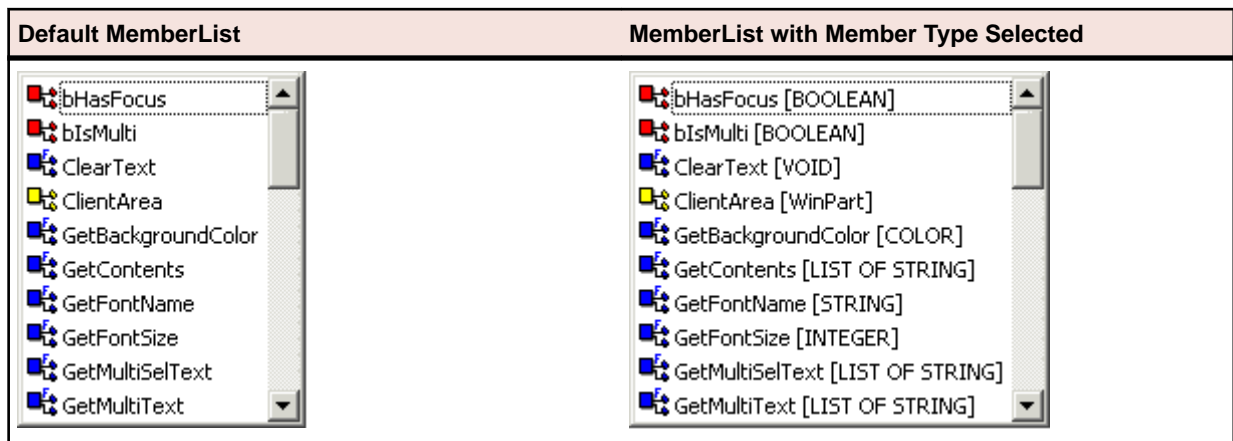 Default MemberList
MemberList with Member Type Selected
bHasFocus
bIsMulti
ClearText
ClientArea
GetBackgroundColor
GetContents
GetFontName
GetFontSize
GetMultiSelText
GetMultiText
bHasFocus [BOOLEAN]
bIsMulti [BOOLEAN]
ClearText [VOID]
ClientArea [WinPart]
GetBackgroundColor [COLOR]
GetContents [LIST OF STRING]
GetFontName [STRING]
GetFontSize [INTEGER]
GetMultiSelText [LIST OF STRING]
GetMultiText [LIST OF STRING]